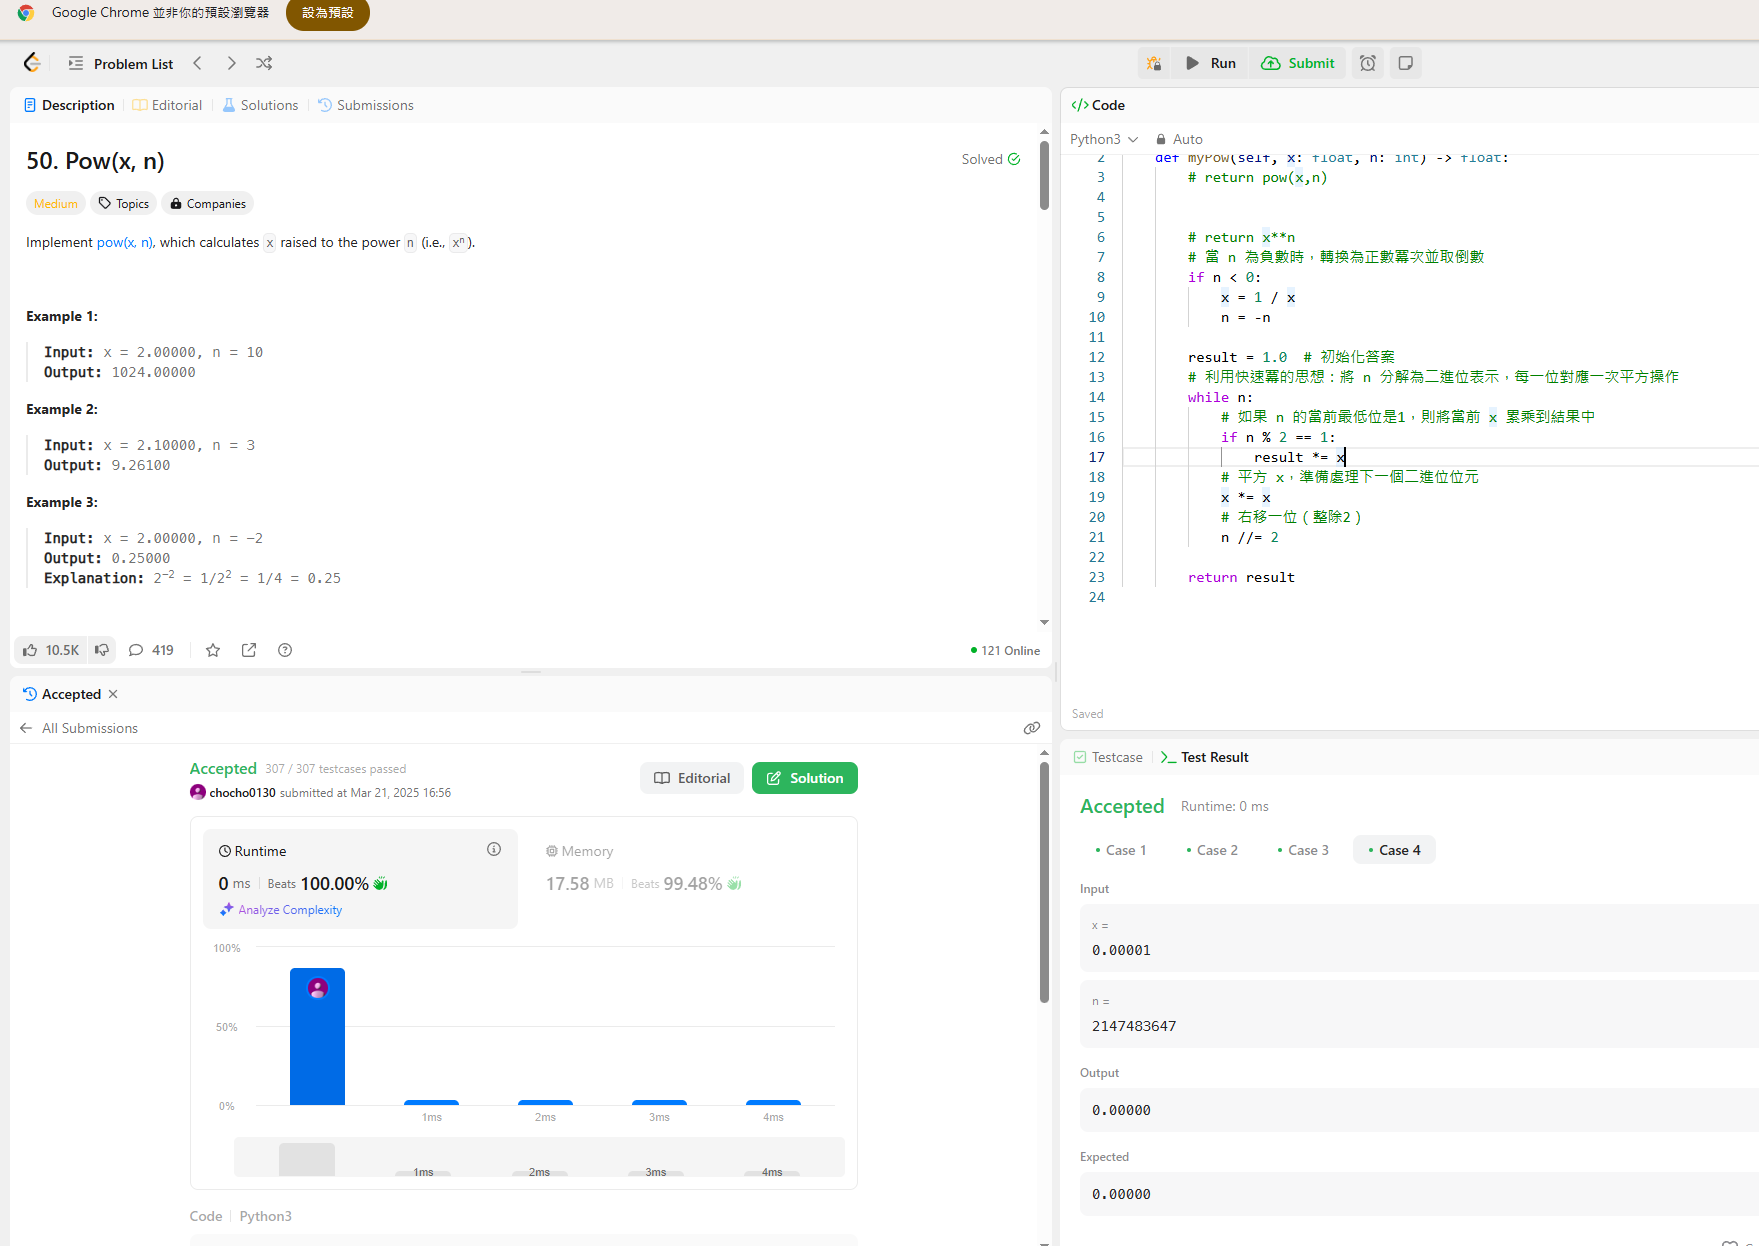 Google Chrome 並非你的預設瀏覽器 設為預設
Problem List
Run Submit
Description Editorial Solutions Submissions
50. Pow(x, n)
Solved
Medium Topics Companies
Implement pow(x, n), which calculates x raised to the power n (i.e., xⁿ).
Example 1:
Input: x = 2.00000, n = 10
Output: 1024.00000
Example 2:
Input: x = 2.10000, n = 3
Output: 9.26100
Example 3:
Input: x = 2.00000, n = -2
Output: 0.25000
Explanation: 2⁻² = 1/2² = 1/4 = 0.25
10.5K 419
121 Online
Accepted
All Submissions
Accepted 307 / 307 testcases passed
chocho0130 submitted at Mar 21, 2025 16:56
Editorial Solution
Runtime
0 ms Beats 100.00%
Analyze Complexity
Memory
17.58 MB Beats 99.48%
100%
50%
0%
1ms 2ms 3ms 4ms
1ms 2ms 3ms 4ms
Code Python3
</> Code
Python3 Auto
2 def myPow(self, x: float, n: int) -> float:
3 # return pow(x,n)
4
5
6 # return x**n
7 # 當 n 為負數時，轉換為正數冪次並取倒數
8 if n < 0:
9 x = 1 / x
10 n = -n
11
12 result = 1.0 # 初始化答案
13 # 利用快速冪的思想：將 n 分解為二進位表示，每一位對應一次平方操作
14 while n:
15 # 如果 n 的當前最低位是1，則將當前 x 累乘到結果中
16 if n % 2 == 1:
17 result *= x
18 # 平方 x，準備處理下一個二進位位元
19 x *= x
20 # 右移一位（整除2）
21 n //= 2
22
23 return result
24
Saved
Testcase Test Result
Accepted Runtime: 0 ms
Case 1 Case 2 Case 3 Case 4
Input
x =
0.00001
n =
2147483647
Output
0.00000
Expected
0.00000